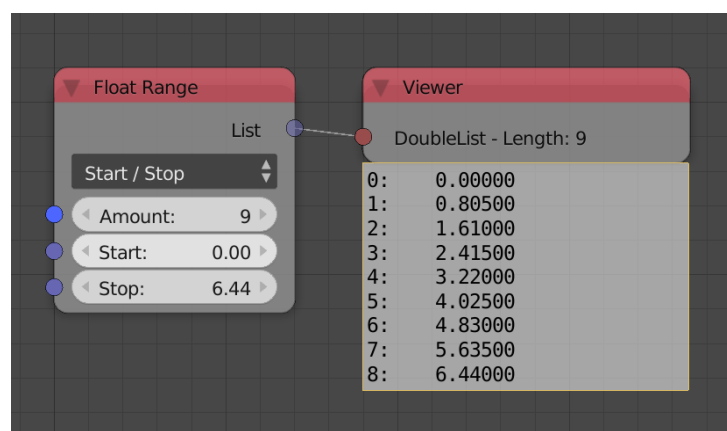 Float Range
List
Start / Stop
Amount: 9
Start: 0.00
Stop: 6.44
Viewer
DoubleList - Length: 9
0: 0.00000
1: 0.80500
2: 1.61000
3: 2.41500
4: 3.22000
5: 4.02500
6: 4.83000
7: 5.63500
8: 6.44000